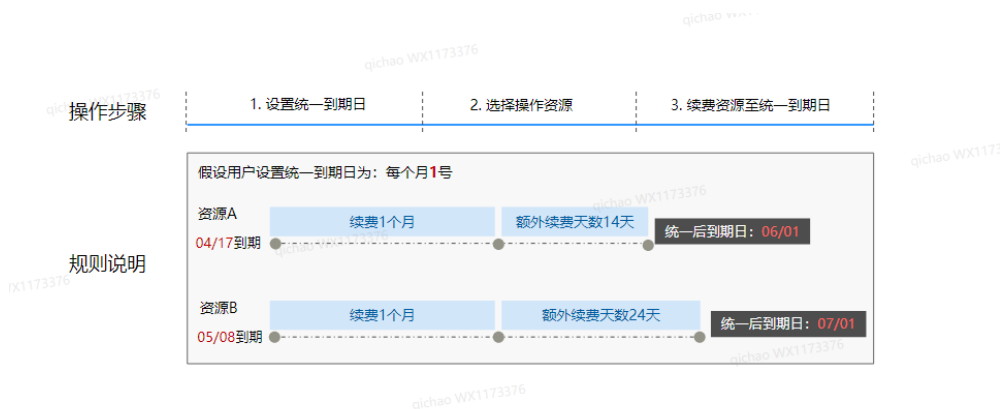 qichao WX1173376
qichao WX1173376
qichao WX1173376
操作步骤
1. 设置统一到期日
2. 选择操作资源
3. 续费资源至统一到期日
qichao WX1173
假设用户设置统一到期日为：每个月1号
qichao WX1173376
资源A
续费1个月
额外续费天数14天
04/17到期
统一后到期日：06/01
qichao WX1173376
规则说明
WX1173376
资源B
续费1个月
额外续费天数24天
05/08到期
统一后到期日：07/01
qichao WX1173376
qichao WX1173376